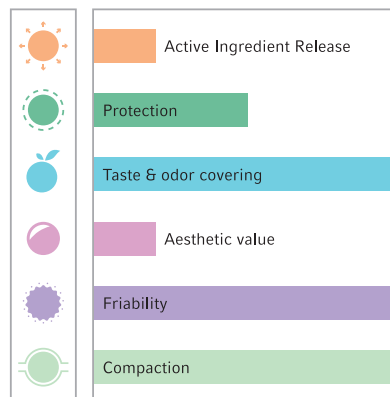 Active Ingredient Release
Protection
Taste & odor covering
Aesthetic value
Friability
Compaction